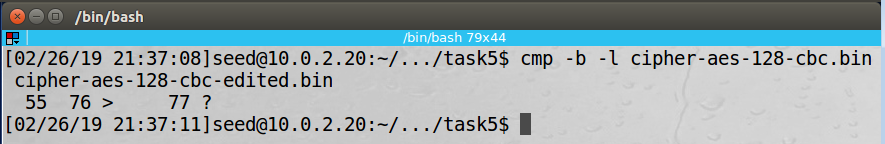 /bin/bash
/bin/bash 79x44
[02/26/19 21:37:08]seed@10.0.2.20:~/.../task5$ cmp -b -l cipher-aes-128-cbc.bin
 cipher-aes-128-cbc-edited.bin
  55  76 >     77 ?
[02/26/19 21:37:11]seed@10.0.2.20:~/.../task5$